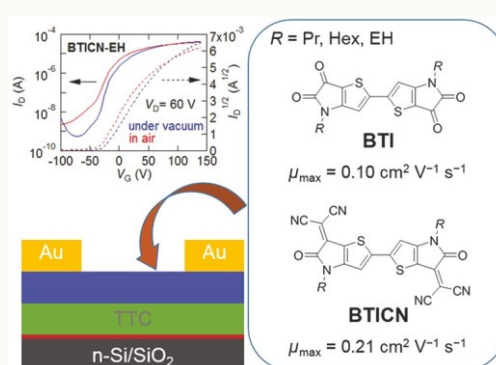 BTICN-EH
10⁻⁴
10⁻⁶
10⁻⁸
10⁻¹⁰
I_D (A)
7x10⁻³
6
5
4
3
2
1
0
I_D^1/2 (A^1/2)
V_D= 60 V
under vacuum
in air
-100 -50 0 50 100 150
V_G (V)
Au Au
TTC
n-Si/SiO₂
R = Pr, Hex, EH
R
O N
O S
S O
N O
R
BTI
μmax = 0.10 cm² V⁻¹ s⁻¹
CN
NC R
S N
O O
N S
R NC CN
BTICN
μmax = 0.21 cm² V⁻¹ s⁻¹